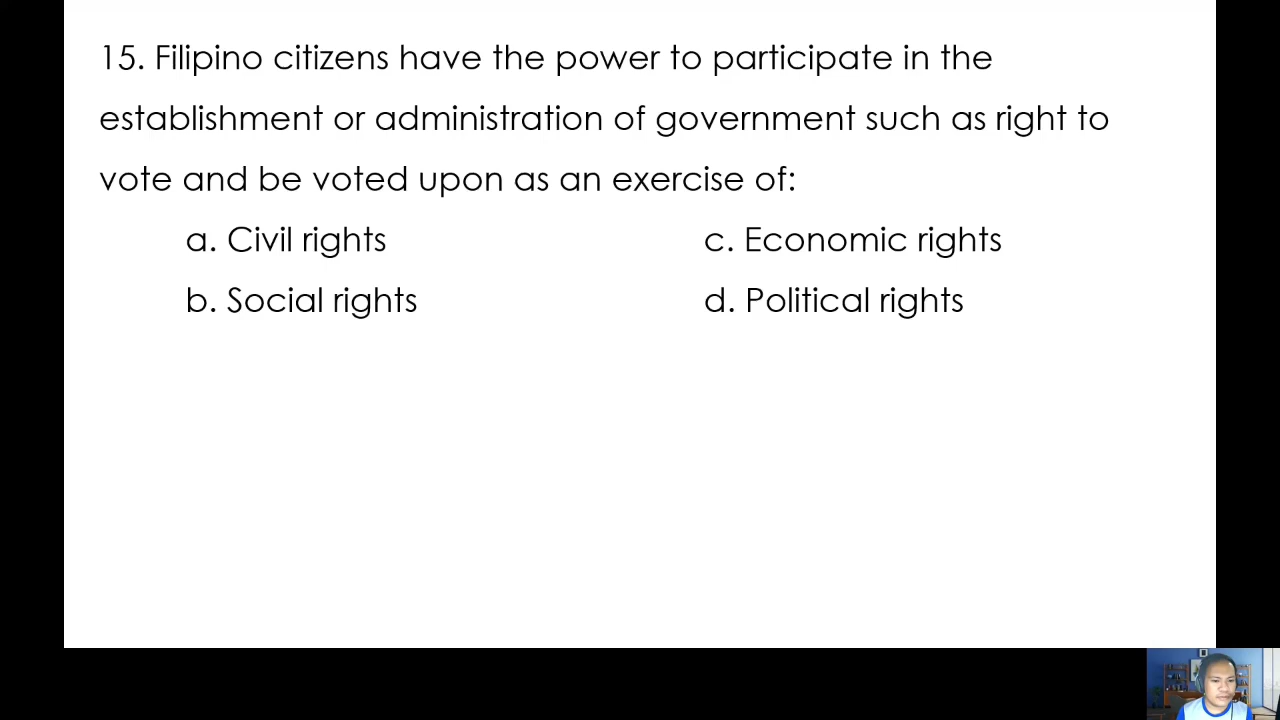 15. Filipino citizens have the power to participate in the
establishment or administration of government such as right to
vote and be voted upon as an exercise of:
a. Civil rights
c. Economic rights
b. Social rights
d. Political rights